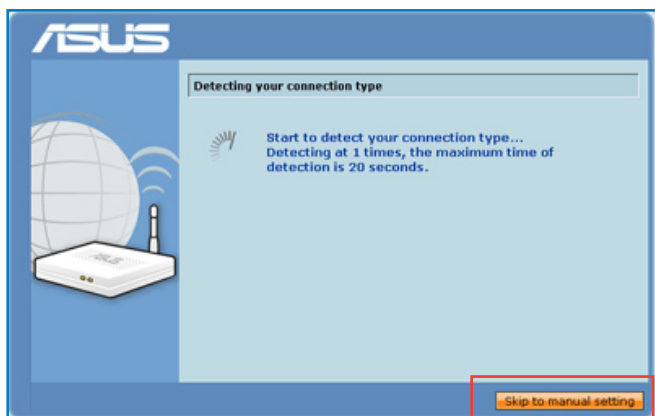 ASUS
Detecting your connection type
Start to detect your connection type...
Detecting at 1 times, the maximum time of
detection is 20 seconds.
ASUS
Skip to manual setting